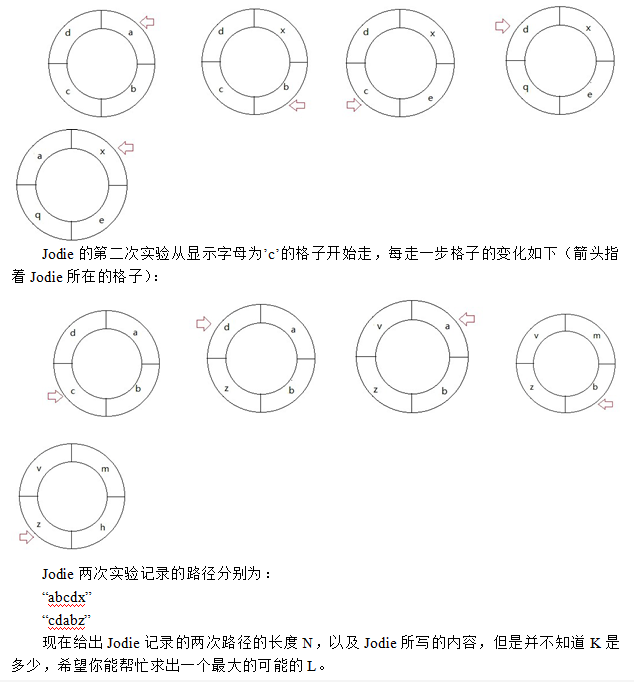 d a c b
d x c b
d x c e
d x q e
a x q e
Jodie 的第二次实验从显示字母为’c’的格子开始走，每走一步格子的变化如下（箭头指
着 Jodie 所在的格子）：
d a c b
d a z b
v a z b
v m z b
v m z h
Jodie 两次实验记录的路径分别为：
“abcdx”
“cdabz”
现在给出 Jodie 记录的两次路径的长度 N，以及 Jodie 所写的内容，但是并不知道 K 是
多少，希望你能帮忙求出一个最大的可能的 L。